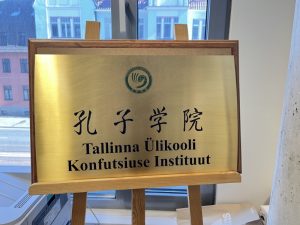 孔子学院
Tallinna Ülikooli
Konfutsiuse Instituut